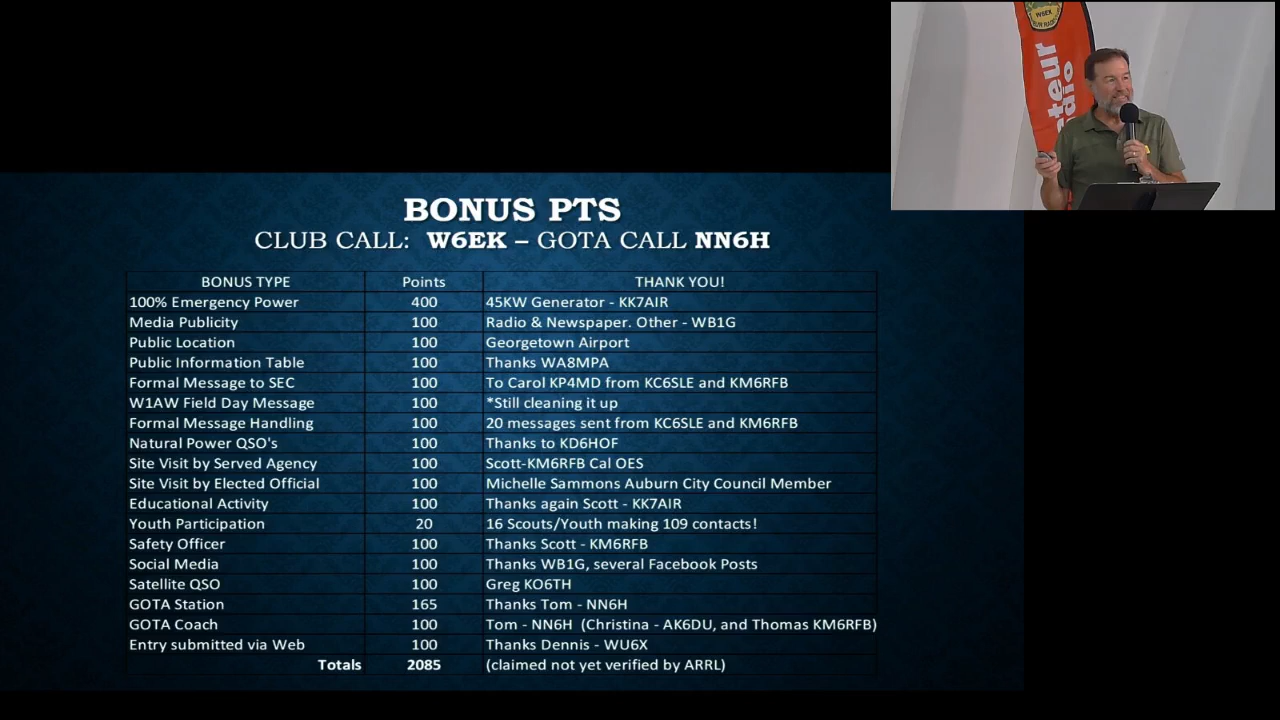 W6EK
UR RADIO
teur
dio
BONUS PTS
CLUB CALL: W6EK – GOTA CALL NN6H
BONUS TYPE Points THANK YOU!
100% Emergency Power 400 45KW Generator - KK7AIR
Media Publicity 100 Radio & Newspaper. Other - WB1G
Public Location 100 Georgetown Airport
Public Information Table 100 Thanks WA8MPA
Formal Message to SEC 100 To Carol KP4MD from KC6SLE and KM6RFB
W1AW Field Day Message 100 *Still cleaning it up
Formal Message Handling 100 20 messages sent from KC6SLE and KM6RFB
Natural Power QSO's 100 Thanks to KD6HOF
Site Visit by Served Agency 100 Scott-KM6RFB Cal OES
Site Visit by Elected Official 100 Michelle Sammons Auburn City Council Member
Educational Activity 100 Thanks again Scott - KK7AIR
Youth Participation 20 16 Scouts/Youth making 109 contacts!
Safety Officer 100 Thanks Scott - KM6RFB
Social Media 100 Thanks WB1G, several Facebook Posts
Satellite QSO 100 Greg KO6TH
GOTA Station 165 Thanks Tom - NN6H
GOTA Coach 100 Tom - NN6H (Christina - AK6DU, and Thomas KM6RFB)
Entry submitted via Web 100 Thanks Dennis - WU6X
Totals 2085 (claimed not yet verified by ARRL)